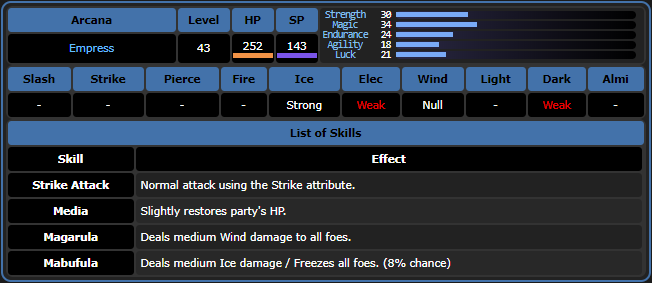 Arcana Level HP SP
Empress 43 252 143
Strength 30
Magic 34
Endurance 24
Agility 18
Luck 21
Slash Strike Pierce Fire Ice Elec Wind Light Dark Almi
- - - - Strong Weak Null - Weak -
List of Skills
Skill Effect
Strike Attack Normal attack using the Strike attribute.
Media Slightly restores party's HP.
Magarula Deals medium Wind damage to all foes.
Mabufula Deals medium Ice damage / Freezes all foes. (8% chance)